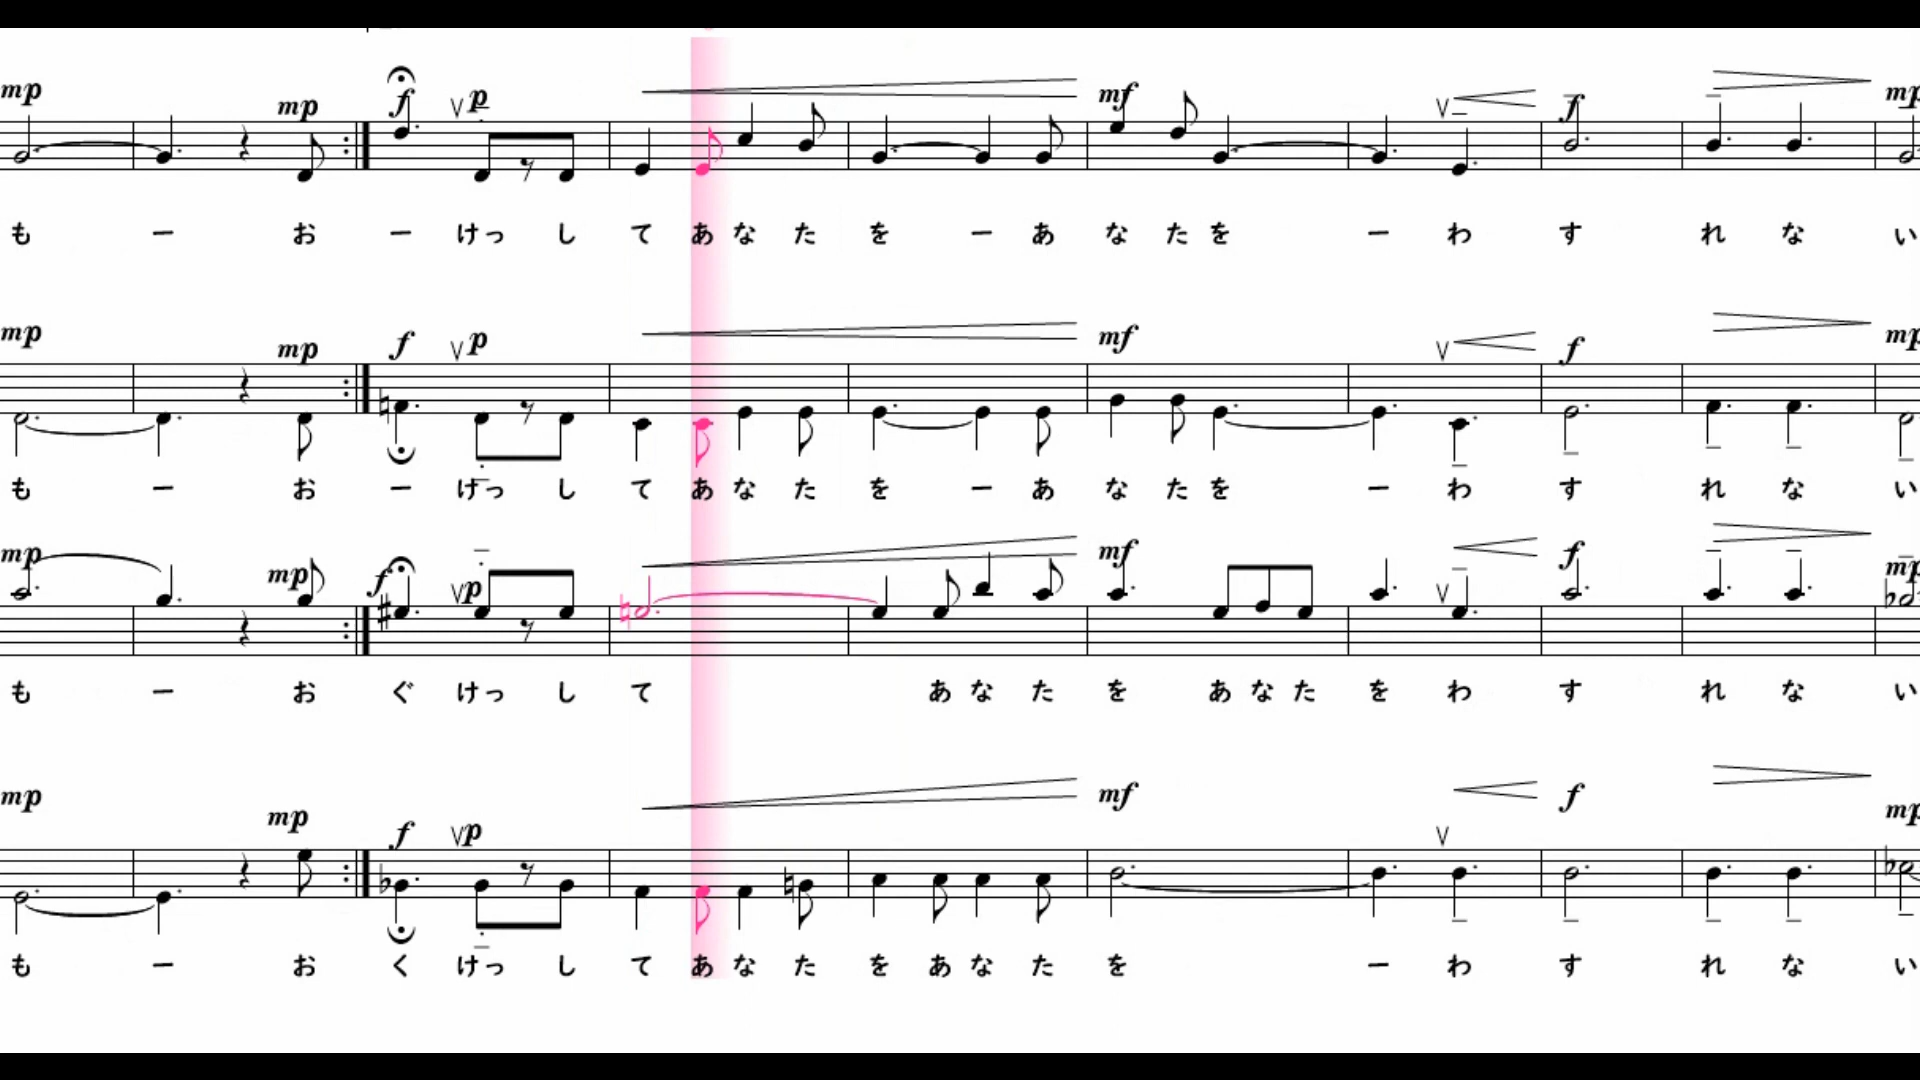 mp mp f p mf f mp
も ー お ー けっ し て あ な た を ー あ な た を ー わ す れ な い
mp mp f p mf f mp
も ー お ー けっ し て あ な た を ー あ な た を ー わ す れ な い
mp mp f p mf f mp
も ー お ぐ けっ し て あ な た を あ な た を わ す れ な い
mp mp f p mf f mp
も ー お く けっ し て あ な た を あ な た を ー わ す れ な い